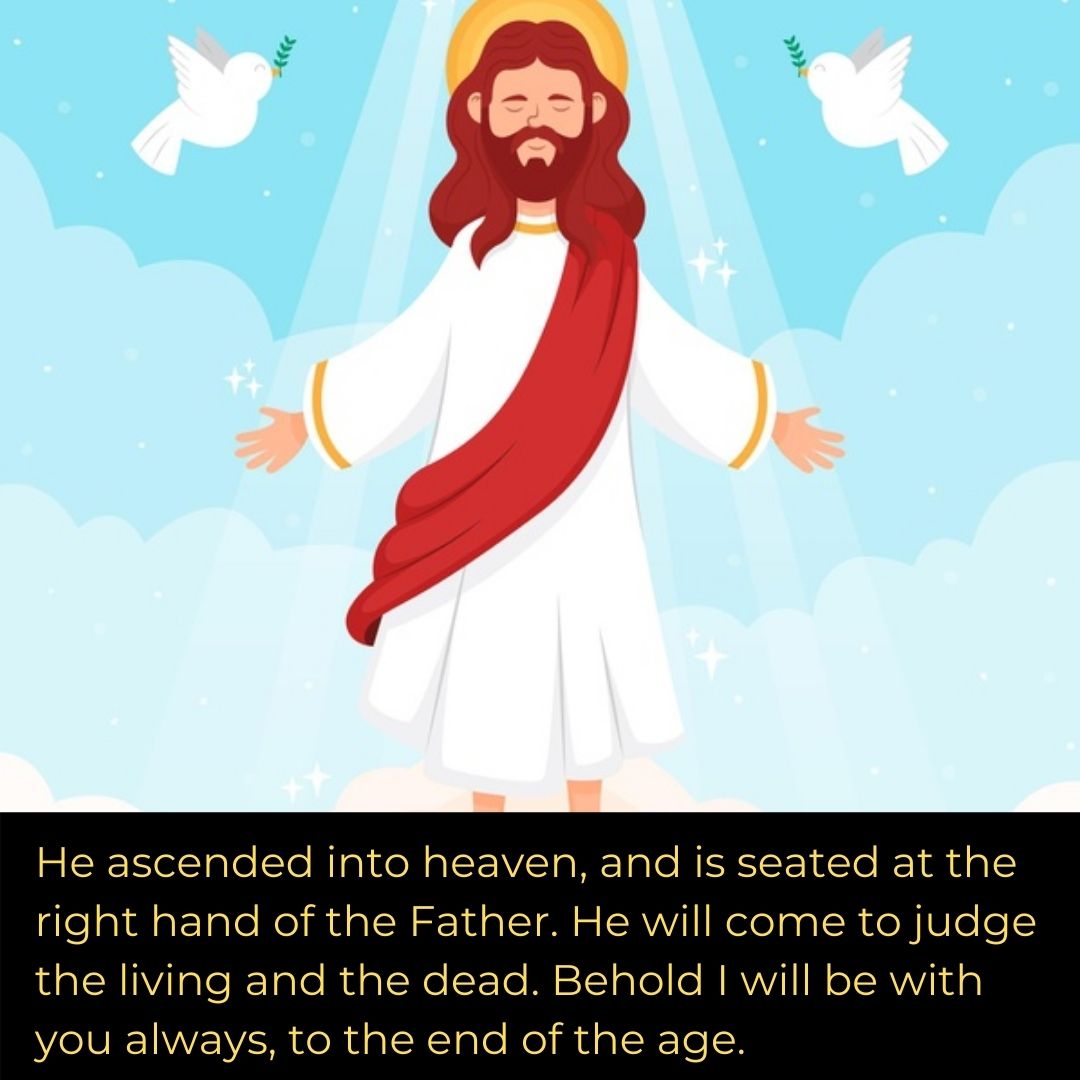 He ascended into heaven, and is seated at the
right hand of the Father. He will come to judge
the living and the dead. Behold I will be with
you always, to the end of the age.